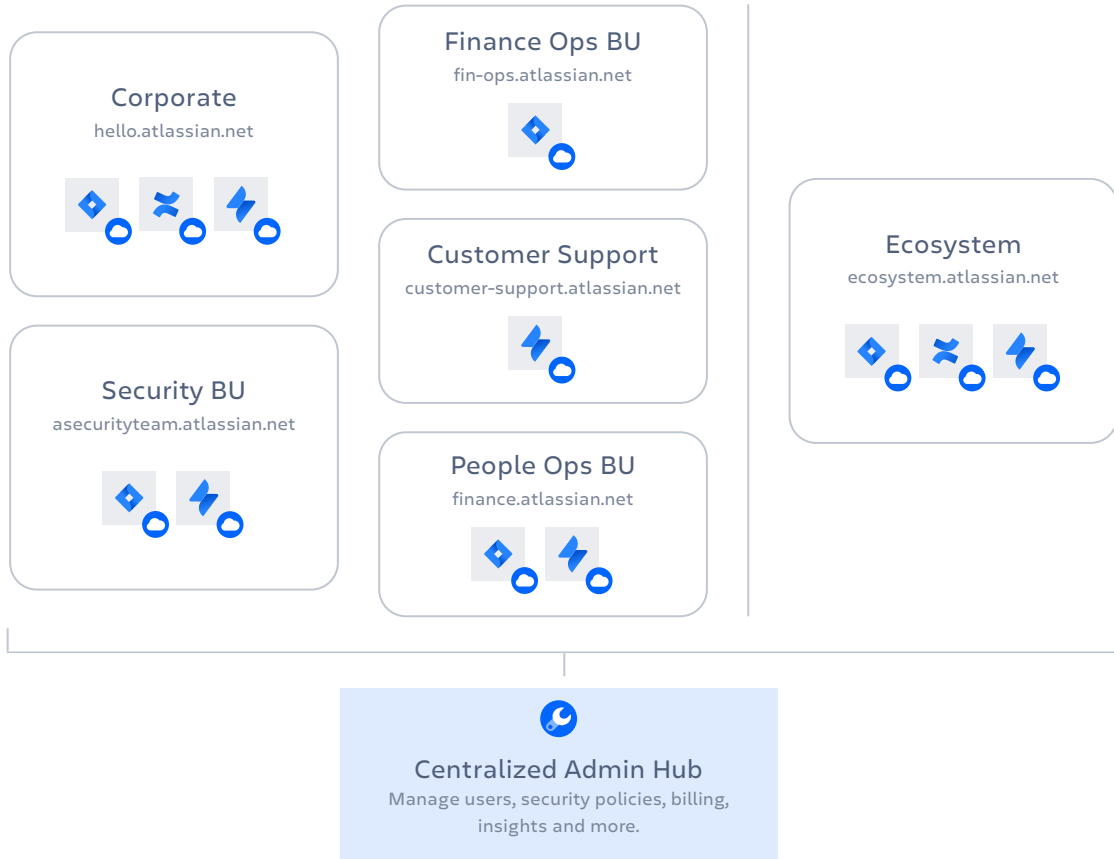 Corporate
hello.atlassian.net
Security BU
asecurityteam.atlassian.net
Finance Ops BU
fin-ops.atlassian.net
Customer Support
customer-support.atlassian.net
People Ops BU
finance.atlassian.net
Ecosystem
ecosystem.atlassian.net
Centralized Admin Hub
Manage users, security policies, billing,
insights and more.